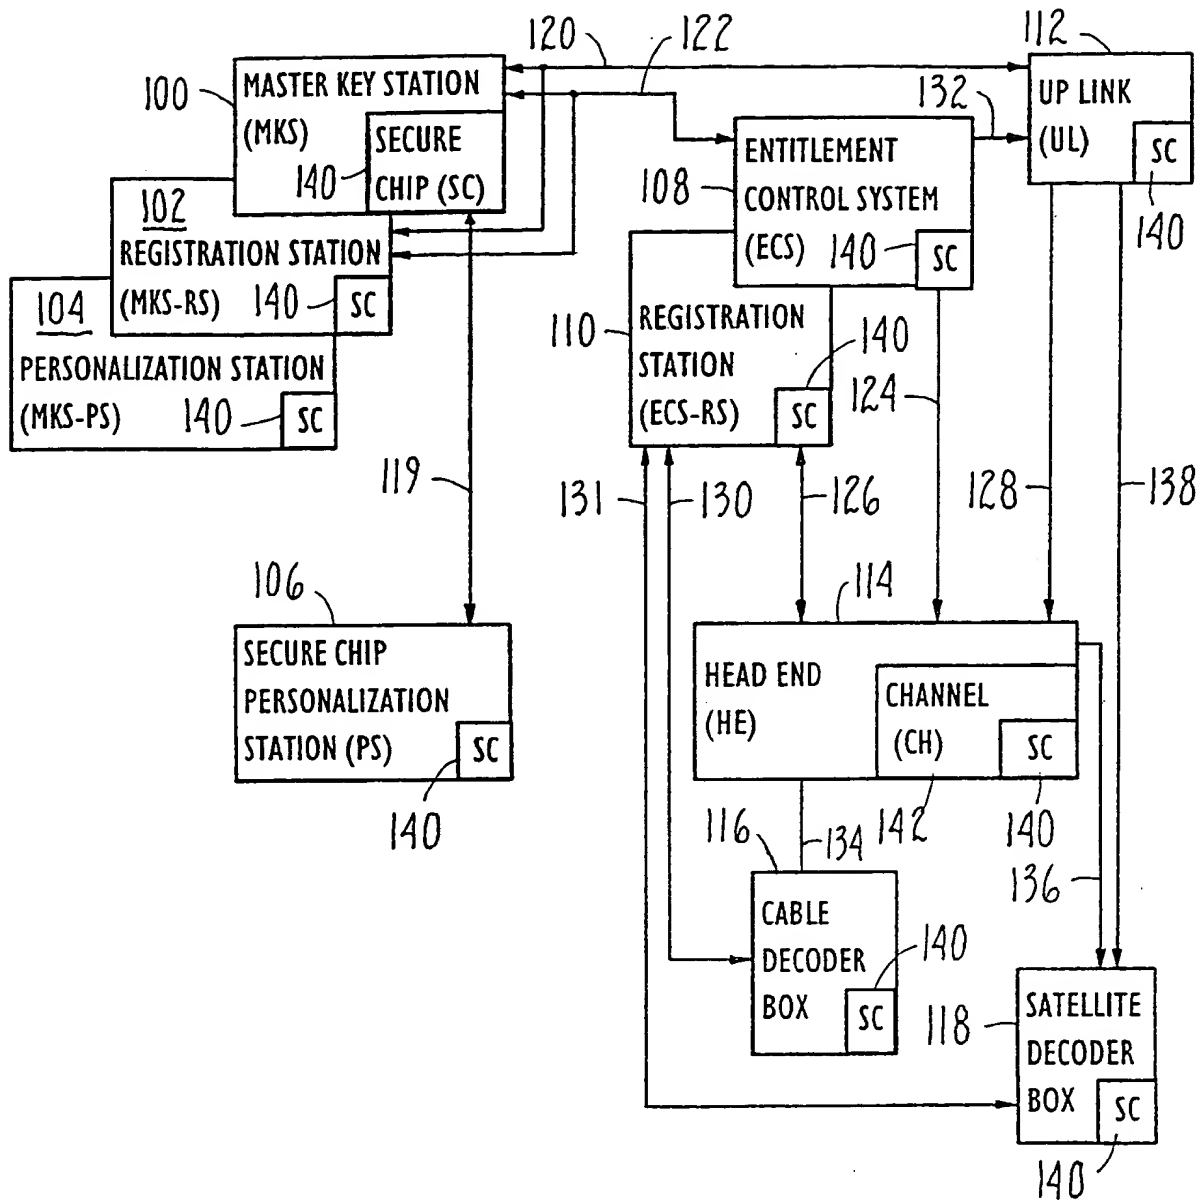 120
122
112
100
MASTER KEY STATION
(MKS)
SECURE
CHIP (SC)
140
132
UP LINK
(UL)
SC
140
108
ENTITLEMENT
CONTROL SYSTEM
(ECS)
140
SC
102
REGISTRATION STATION
(MKS-RS)
140
SC
104
PERSONALIZATION STATION
(MKS-PS)
140
SC
110
REGISTRATION
STATION
(ECS-RS)
140
SC
124
119
131
130
126
128
138
106
SECURE CHIP
PERSONALIZATION
STATION (PS)
SC
140
114
HEAD END
(HE)
CHANNEL
(CH)
SC
142
140
116
134
136
CABLE
DECODER
BOX
140
SC
118
SATELLITE
DECODER
BOX
SC
140